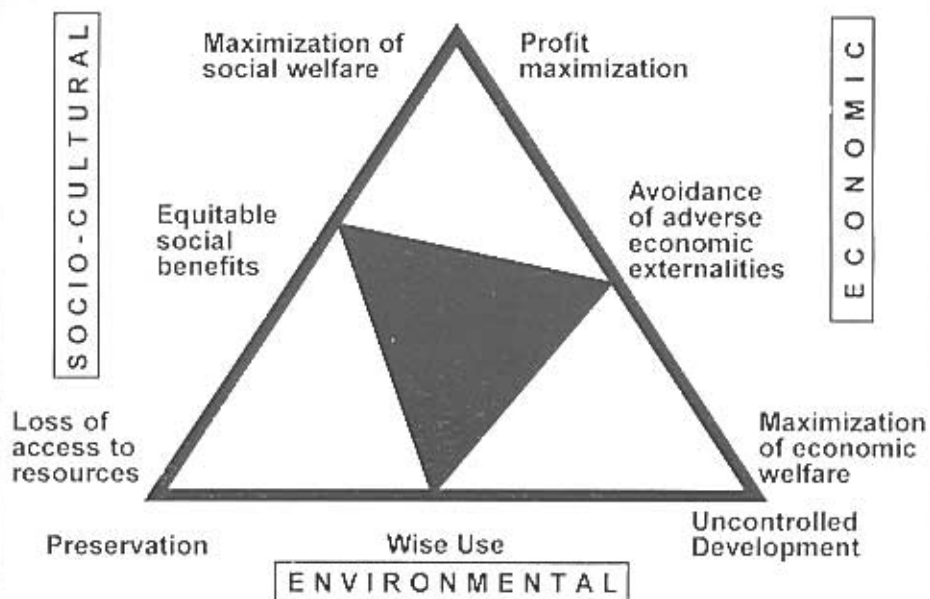 SOCIO-CULTURAL
Maximization of
social welfare
Profit
maximization
ECONOMIC
Equitable
social
benefits
Avoidance
of adverse
economic
externalities
Loss of
access to
resources
Maximization
of economic
welfare
Preservation
Wise Use
Uncontrolled
Development
ENVIRONMENTAL